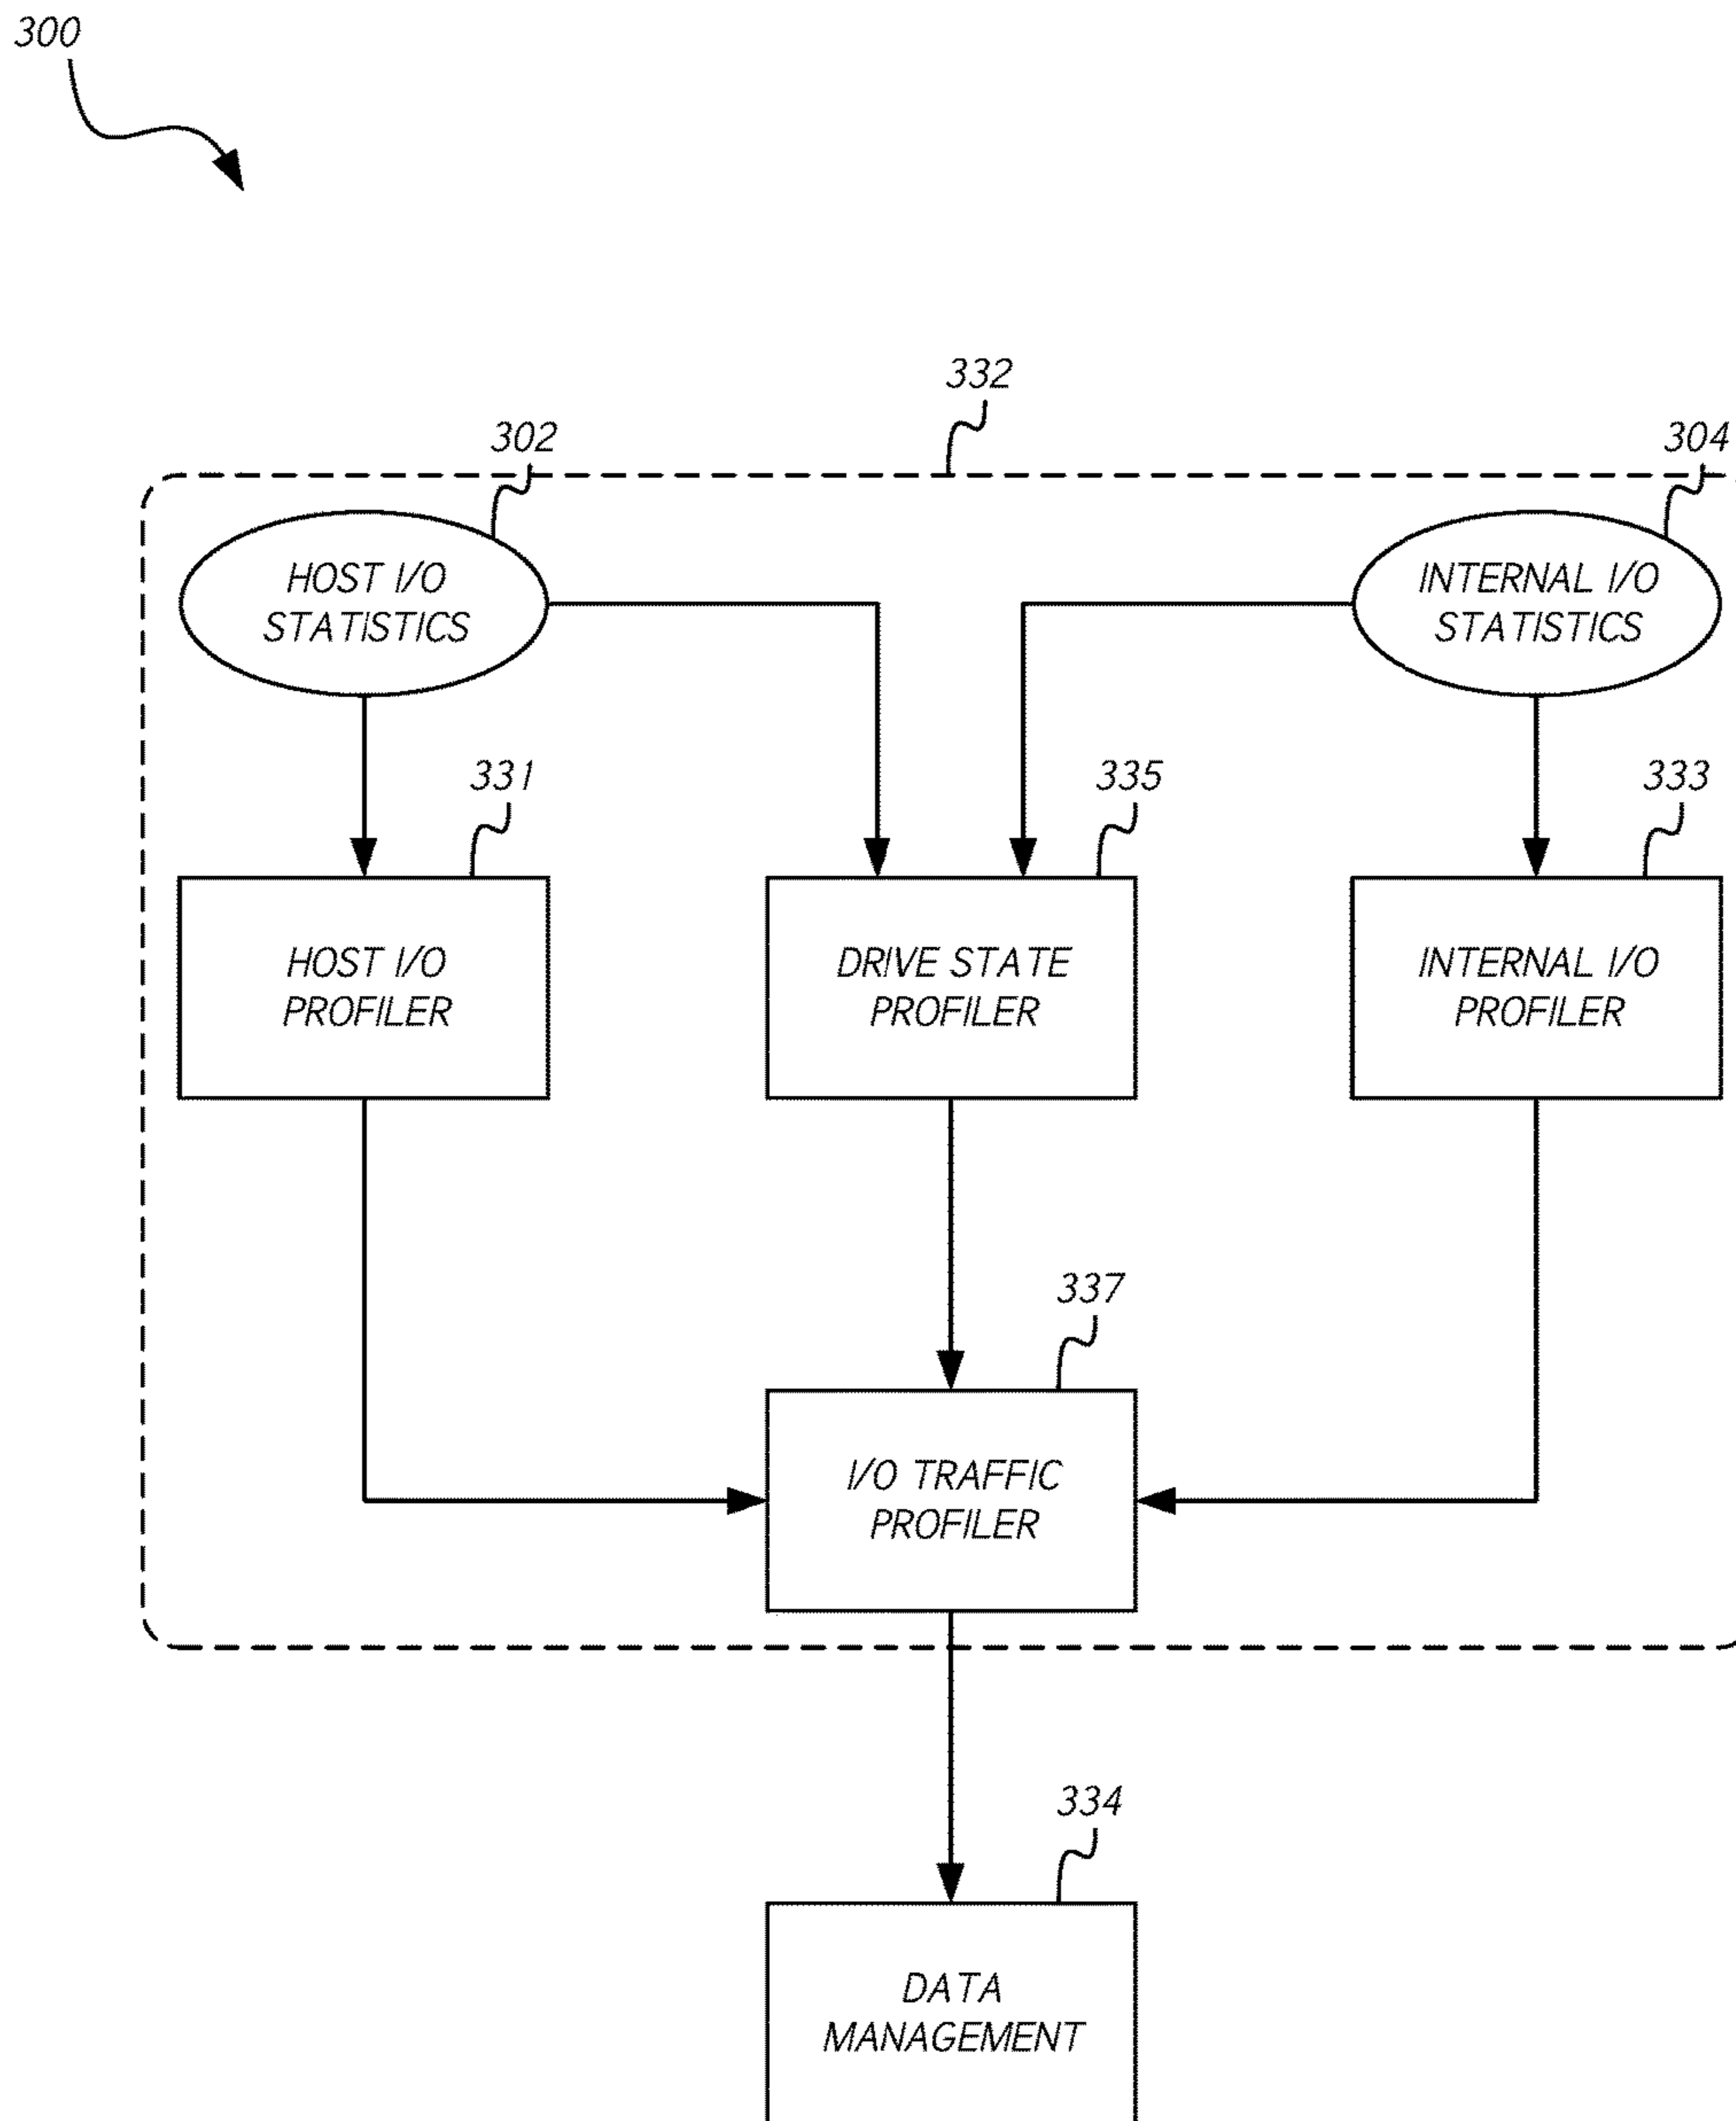 300
332
302
304
HOST I/O
STATISTICS
INTERNAL I/O
STATISTICS
331
335
333
HOST I/O
PROFILER
DRIVE STATE
PROFILER
INTERNAL I/O
PROFILER
337
I/O TRAFFIC
PROFILER
334
DATA
MANAGEMENT